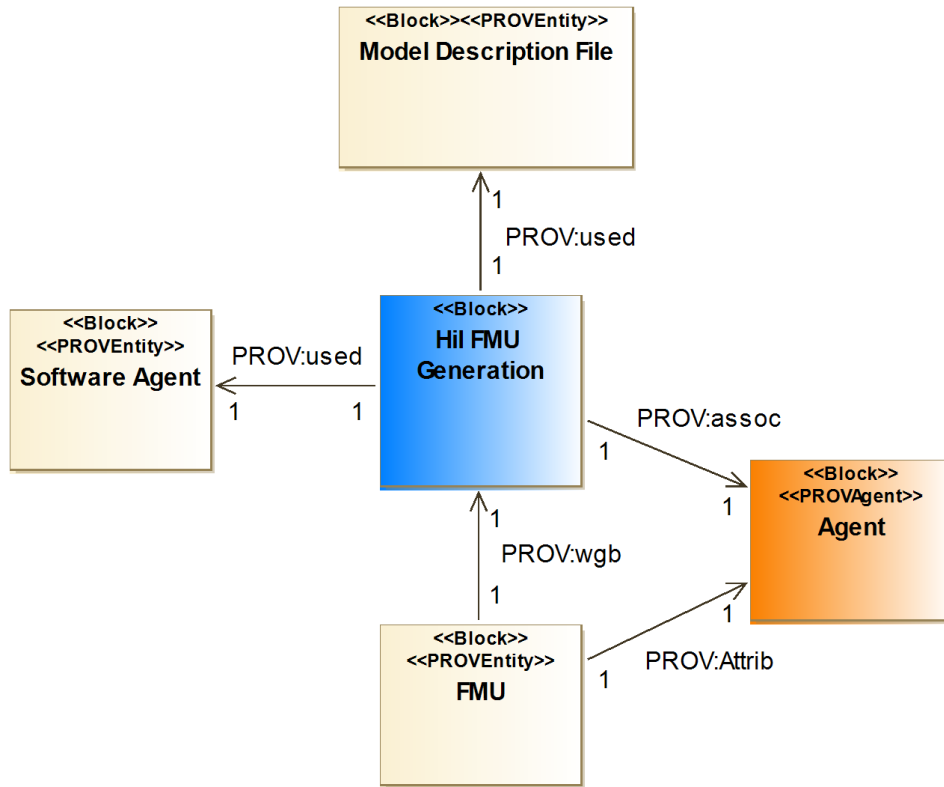 <<Block>><<PROVEntity>>
Model Description File
1
PROV:used
1
<<Block>>
<<PROVEntity>>
Software Agent
PROV:used
1
1
<<Block>>
Hil FMU
Generation
PROV:assoc
1
1
<<Block>>
<<PROVAgent>>
Agent
1
PROV:wgb
1
<<Block>>
<<PROVEntity>>
FMU
1
PROV:Attrib
1